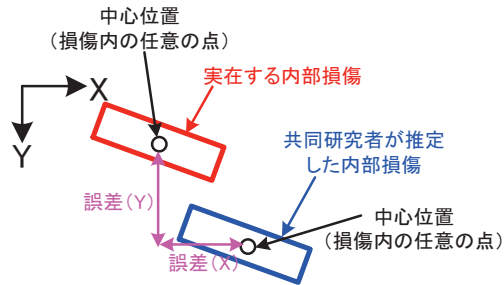 中心位置
(損傷内の任意の点)
実在する内部損傷
X
Y
共同研究者が推定
した内部損傷
誤差(Y)
中心位置
(損傷内の任意の点)
誤差(X)